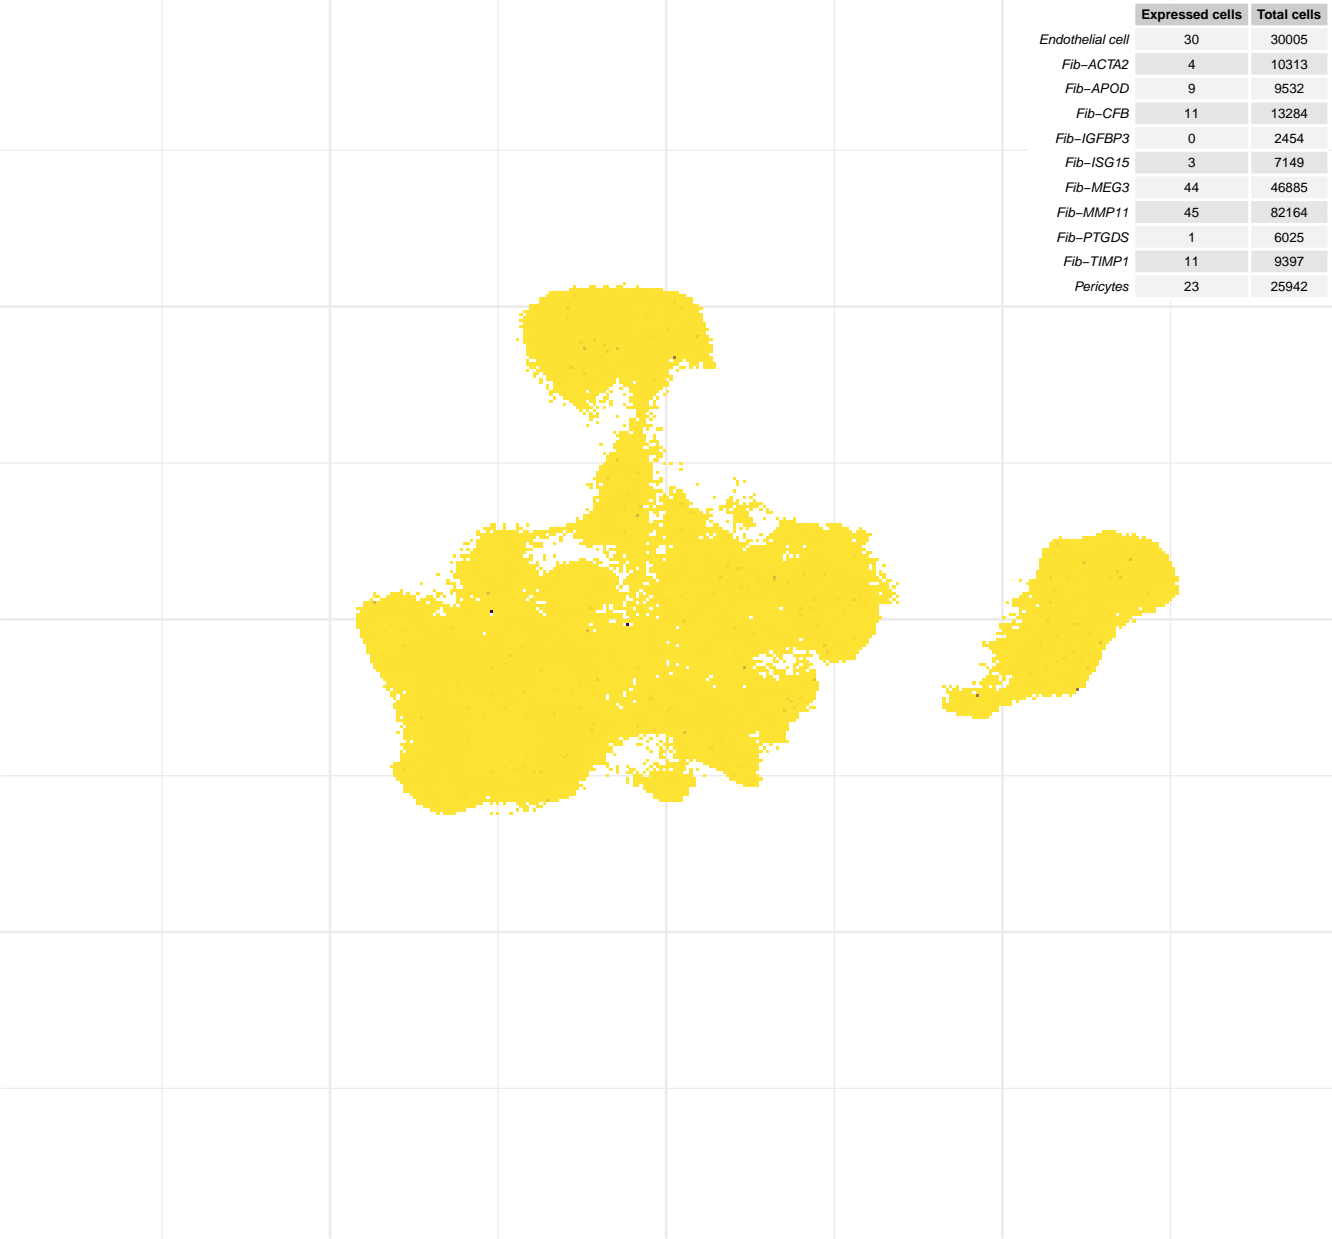 Expressed cells Total cells
Endothelial cell 30 30005
Fib−ACTA2 4 10313
Fib−APOD 9 9532
Fib−CFB 11 13284
Fib−IGFBP3 0 2454
Fib−ISG15 3 7149
Fib−MEG3 44 46885
Fib−MMP11 45 82164
Fib−PTGDS 1 6025
Fib−TIMP1 11 9397
Pericytes 23 25942